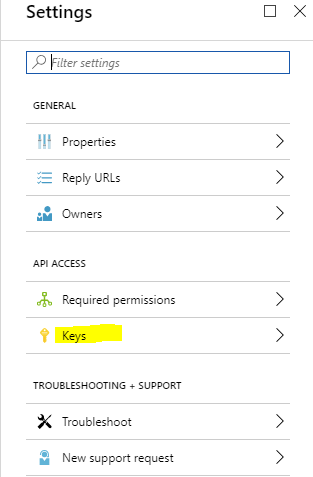 Settings
Filter settings
GENERAL
Properties
Reply URLs
Owners
API ACCESS
Required permissions
Keys
TROUBLESHOOTING + SUPPORT
Troubleshoot
New support request